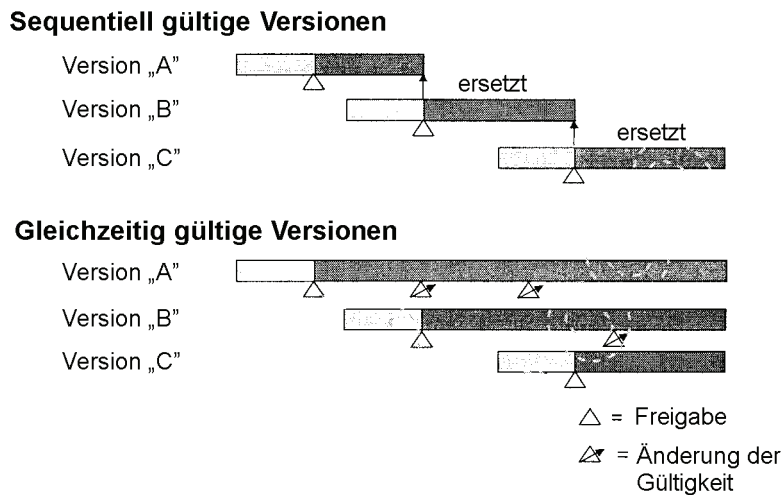 Sequentiell gültige Versionen
Version „A”
Version „B”
ersetzt
Version „C”
ersetzt
Gleichzeitig gültige Versionen
Version „A”
Version „B”
Version „C”
= Freigabe
= Änderung der
Gültigkeit